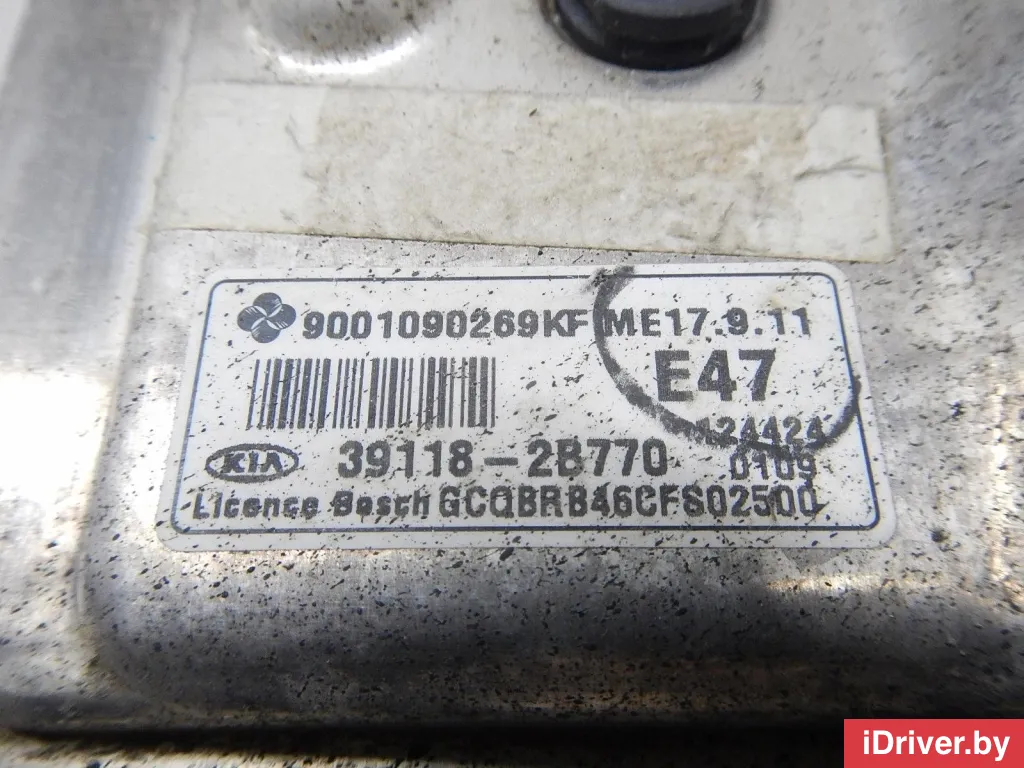 9001090269KF ME17.9.11
E47
124424
KIA 39118-2B770 0109
Licence Bosch GCQBRB46CFS02500
iDriver.by